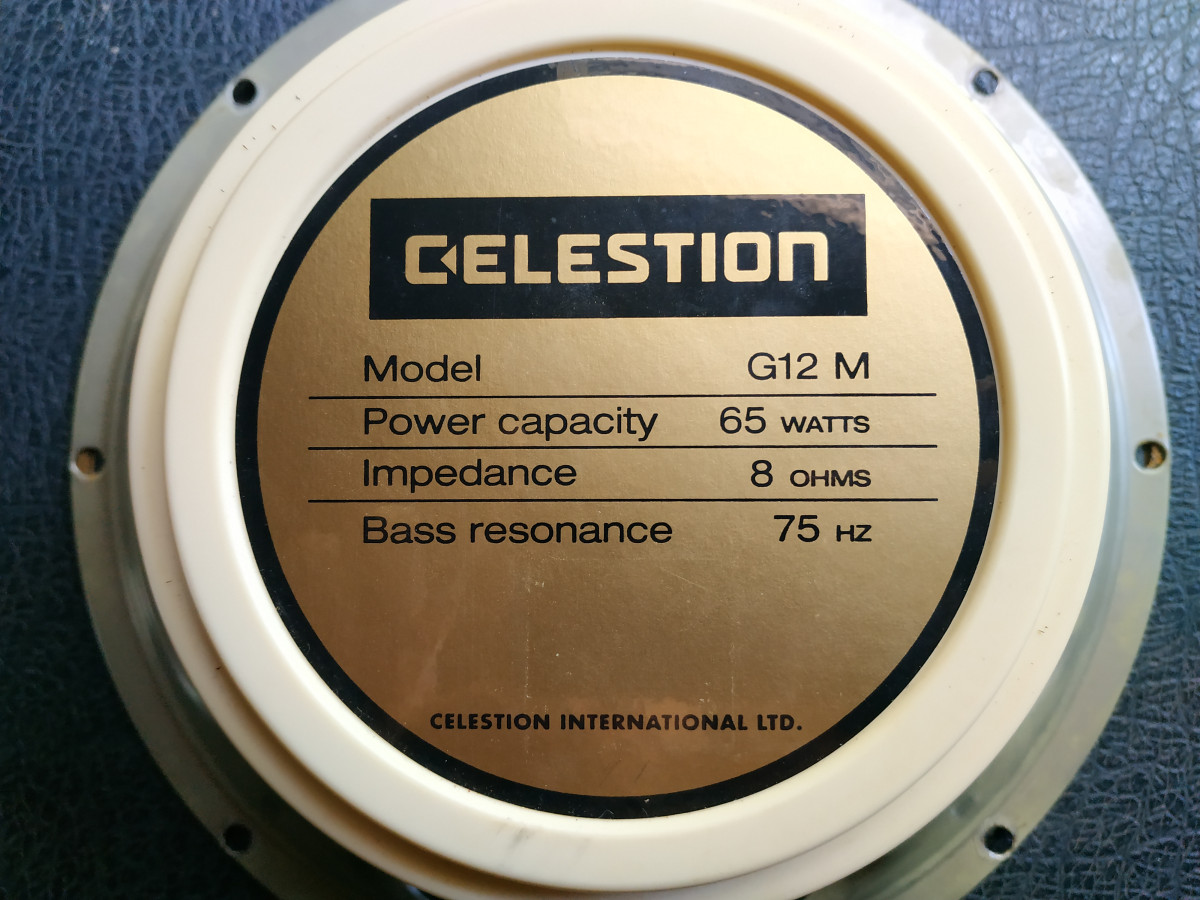 CELESTION
Model G12 M
Power capacity 65 WATTS
Impedance 8 OHMS
Bass resonance 75 HZ
CELESTION INTERNATIONAL LTD.